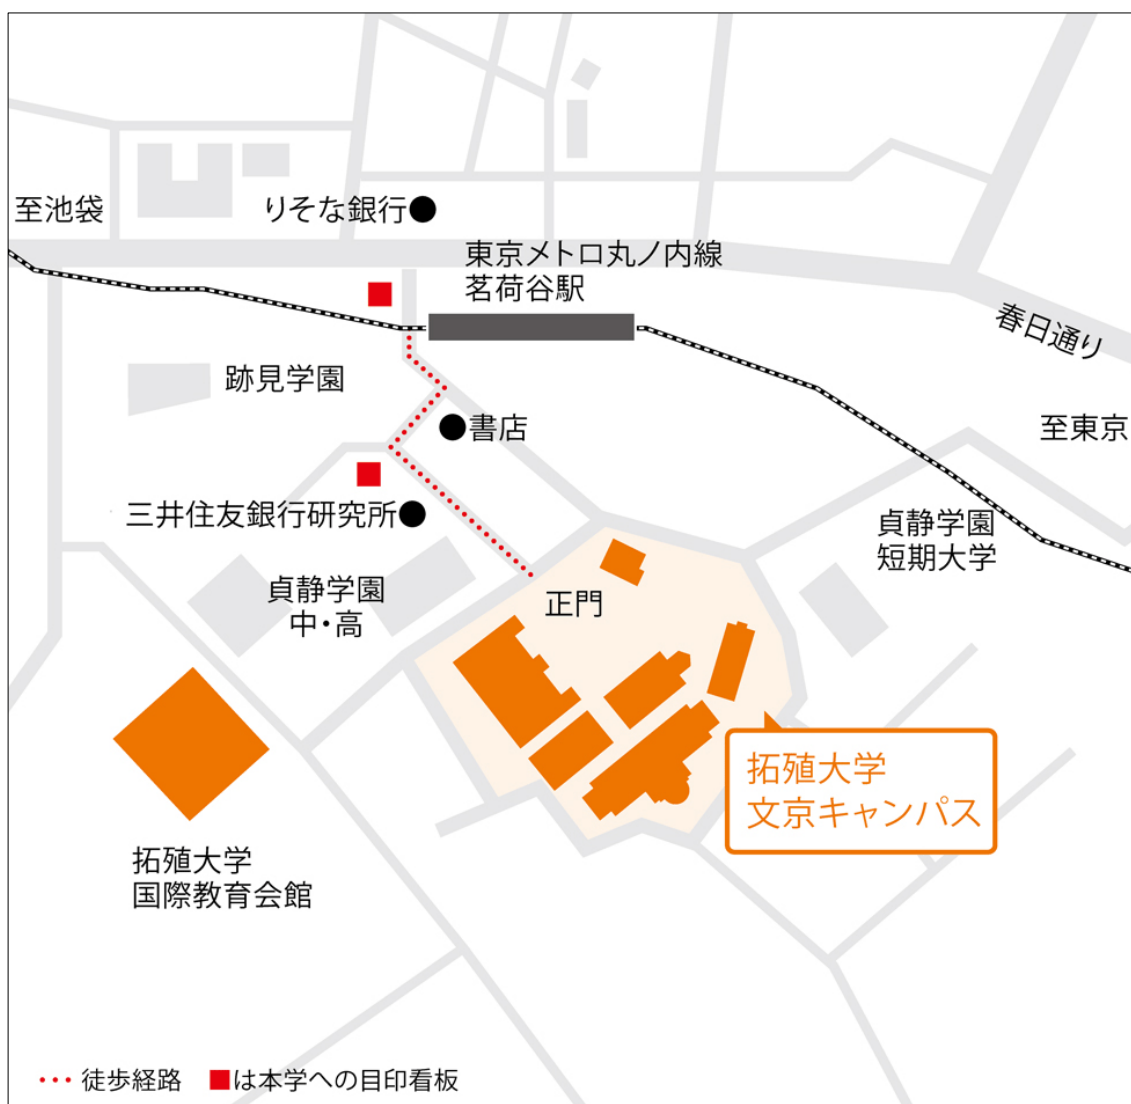 至池袋
りそな銀行
東京メトロ丸ノ内線
茗荷谷駅
春日通り
跡見学園
書店
至東京
三井住友銀行研究所
貞静学園
短期大学
貞静学園
中・高
正門
拓殖大学
文京キャンパス
拓殖大学
国際教育会館
徒歩経路
は本学への目印看板